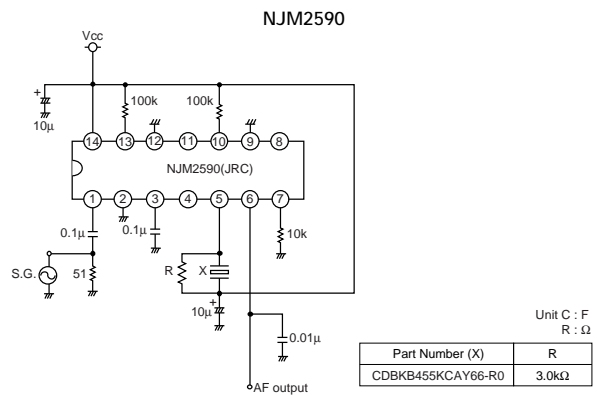 NJM2590
Vcc
+
10μ
100k
100k
14
13
12
11
10
9
8
NJM2590(JRC)
1
2
3
4
5
6
7
0.1μ
0.1μ
10k
S.G.
51
R
X
+
10μ
0.01μ
AF output
Unit C : F
R : Ω
Part Number (X) R
CDBKB455KCAY66-R0 3.0kΩ